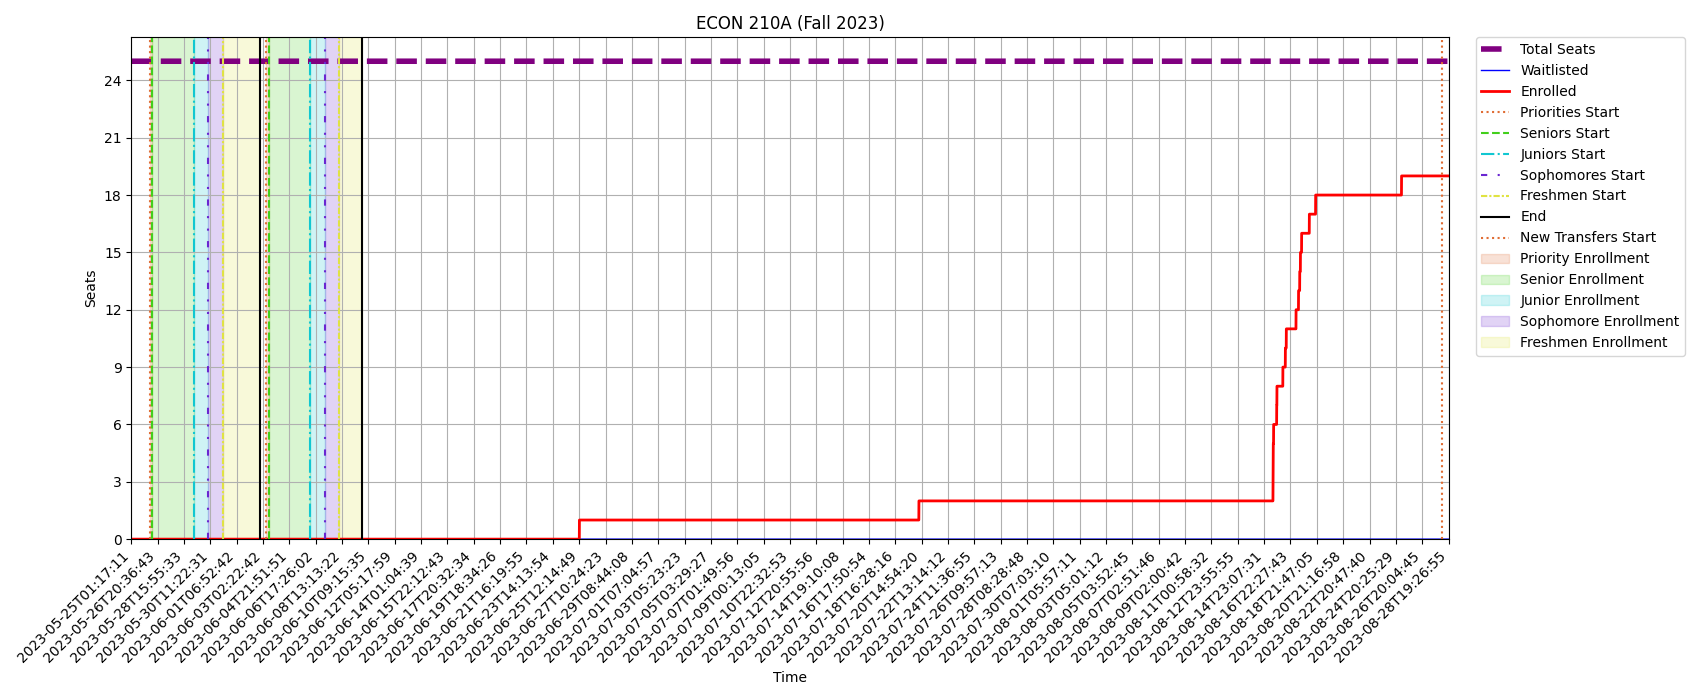 ECON 210A (Fall 2023)
Seats
24
21
18
15
12
9
6
3
0
2023-05-25T01:17:11
2023-05-26T20:36:43
2023-05-28T15:55:33
2023-05-30T11:22:31
2023-06-01T06:52:42
2023-06-03T02:22:42
2023-06-04T21:51:51
2023-06-06T17:26:02
2023-06-08T13:13:22
2023-06-10T09:15:35
2023-06-12T05:17:59
2023-06-14T01:04:39
2023-06-15T22:12:43
2023-06-17T20:32:34
2023-06-19T18:34:26
2023-06-21T16:19:55
2023-06-23T14:13:54
2023-06-25T12:14:49
2023-06-27T10:24:23
2023-06-29T08:44:08
2023-07-01T07:04:57
2023-07-03T05:23:23
2023-07-05T03:29:27
2023-07-07T01:49:56
2023-07-09T00:13:05
2023-07-10T22:32:53
2023-07-12T20:55:56
2023-07-14T19:10:08
2023-07-16T17:50:54
2023-07-18T16:28:16
2023-07-20T14:54:20
2023-07-22T13:14:12
2023-07-24T11:36:55
2023-07-26T09:57:13
2023-07-28T08:28:48
2023-07-30T07:03:10
2023-08-01T05:57:11
2023-08-03T05:01:12
2023-08-05T03:52:45
2023-08-07T02:51:46
2023-08-09T02:00:42
2023-08-11T00:58:32
2023-08-12T23:55:55
2023-08-14T23:07:31
2023-08-16T22:27:43
2023-08-18T21:47:05
2023-08-20T21:16:58
2023-08-22T20:47:40
2023-08-24T20:25:29
2023-08-26T20:04:45
2023-08-28T19:26:55
Time
Total Seats
Waitlisted
Enrolled
Priorities Start
Seniors Start
Juniors Start
Sophomores Start
Freshmen Start
End
New Transfers Start
Priority Enrollment
Senior Enrollment
Junior Enrollment
Sophomore Enrollment
Freshmen Enrollment